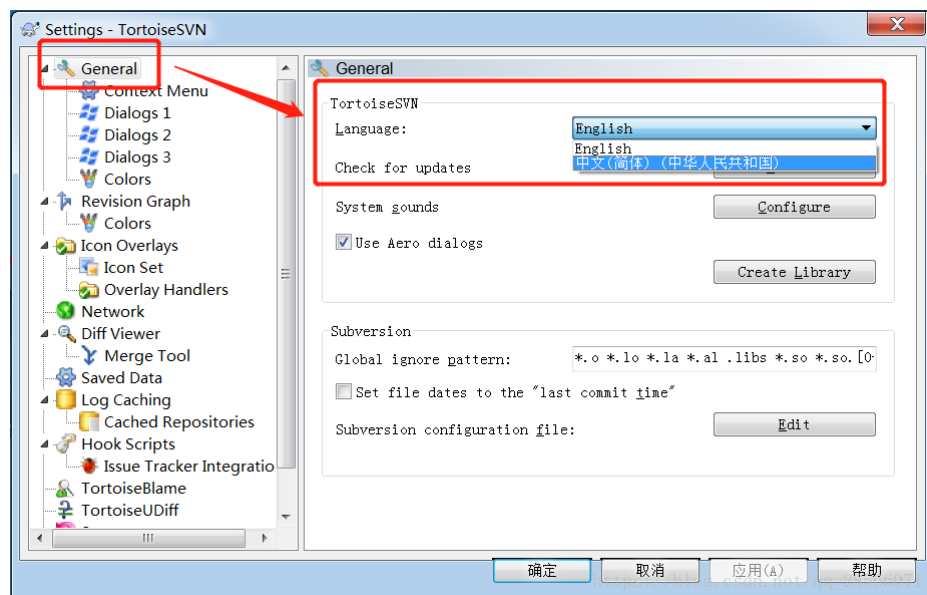 Settings - TortoiseSVN
General
Context Menu
Dialogs 1
Dialogs 2
Dialogs 3
Colors
Revision Graph
Colors
Icon Overlays
Icon Set
Overlay Handlers
Network
Diff Viewer
Merge Tool
Saved Data
Log Caching
Cached Repositories
Hook Scripts
Issue Tracker Integratio
TortoiseBlame
TortoiseUDiff
General
TortoiseSVN
Language:
English
English
中文(简体) (中华人民共和国)
Check for updates
System sounds
Configure
Use Aero dialogs
Create Library
Subversion
Global ignore pattern:
*.o *.lo *.la *.al .libs *.so *.so.[0-
Set file dates to the "last commit time"
Subversion configuration file:
Edit
确定
取消
应用(A)
帮助